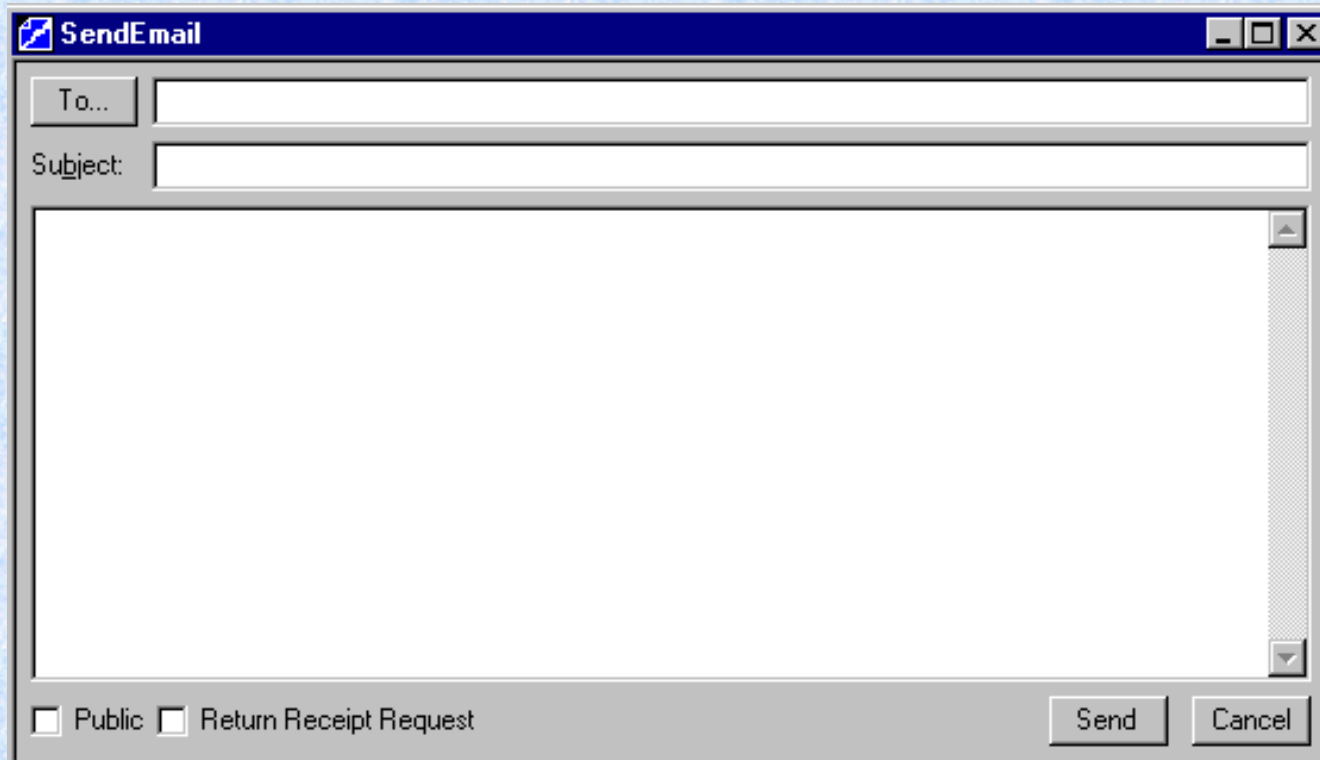 SendEmail
To...
Subject:
Public Return Receipt Request Send Cancel